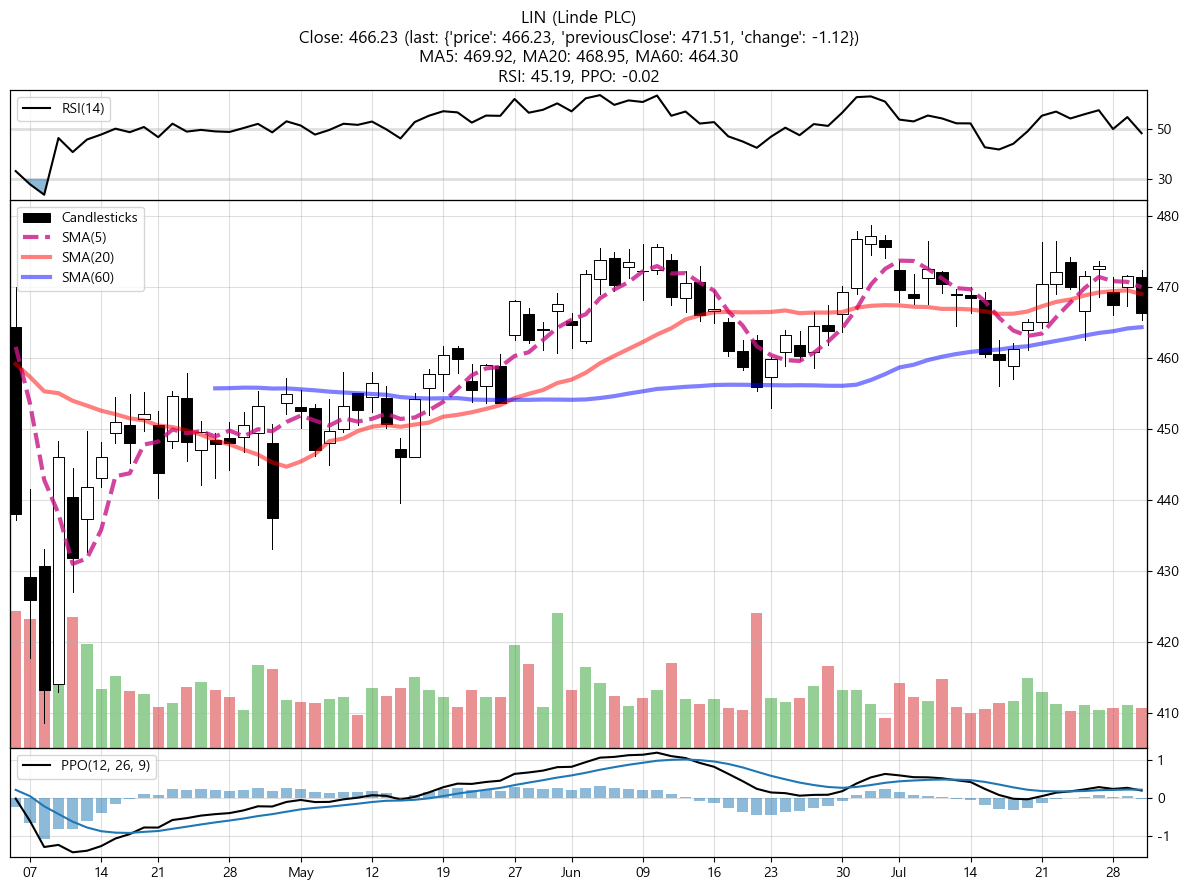 LIN (Linde PLC)
Close: 466.23 (last: {'price': 466.23, 'previousClose': 471.51, 'change': -1.12})
MA5: 469.92, MA20: 468.95, MA60: 464.30
RSI: 45.19, PPO: -0.02
RSI(14)
50
30
Candlesticks
SMA(5)
SMA(20)
SMA(60)
480
470
460
450
440
430
420
410
PPO(12, 26, 9)
1
0
-1
07 14 21 28 May 12 19 27 Jun 09 16 23 30 Jul 14 21 28